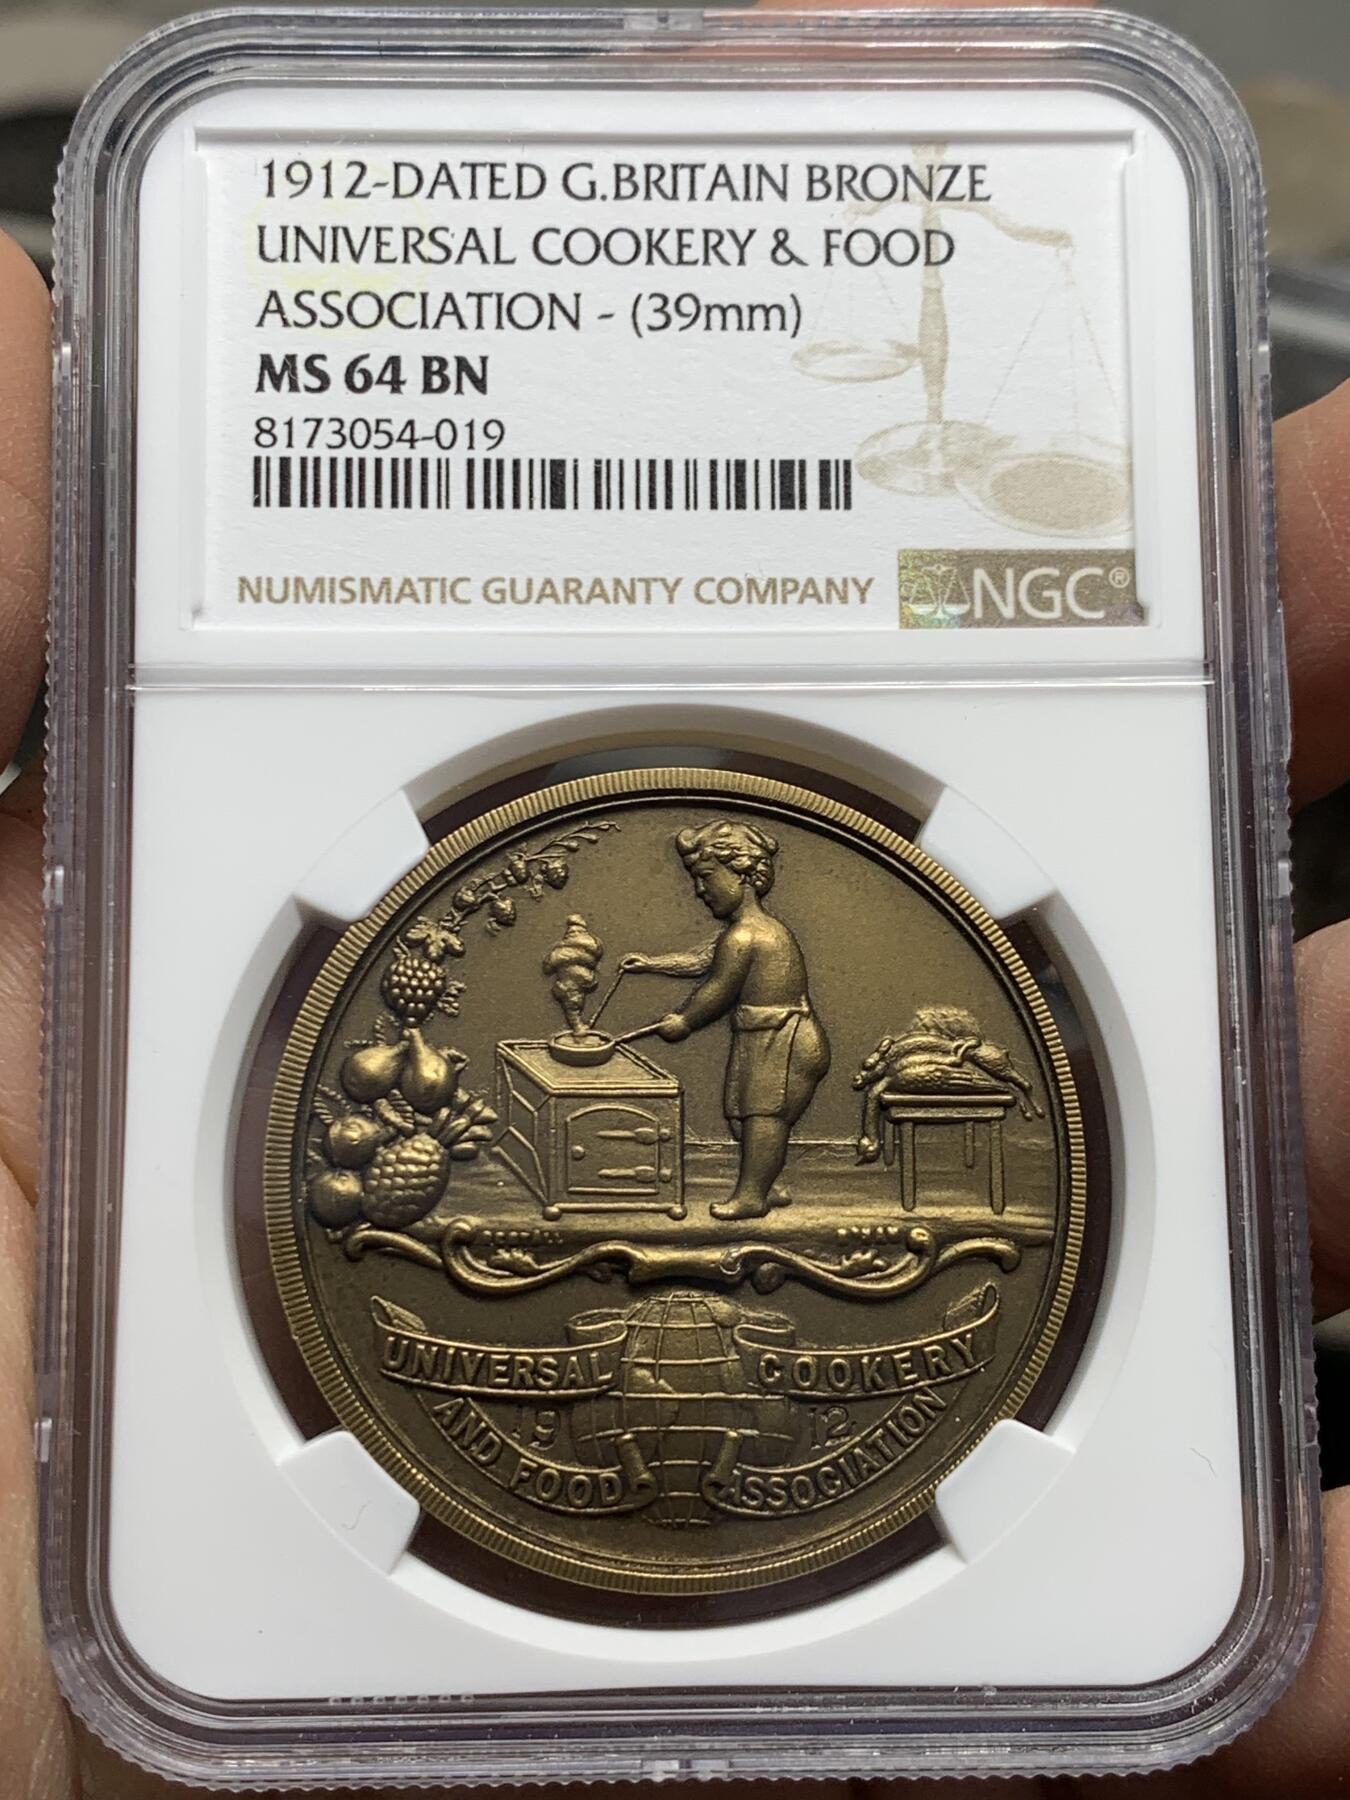 1912-DATED G.BRITAIN BRONZE
UNIVERSAL COOKERY & FOOD
ASSOCIATION - (39mm)
MS 64 BN
8173054-019
NUMISMATIC GUARANTY COMPANY
NGC®
RESTALL
UNIVERSAL COOKERY
19 12
AND FOOD ASSOCIATION